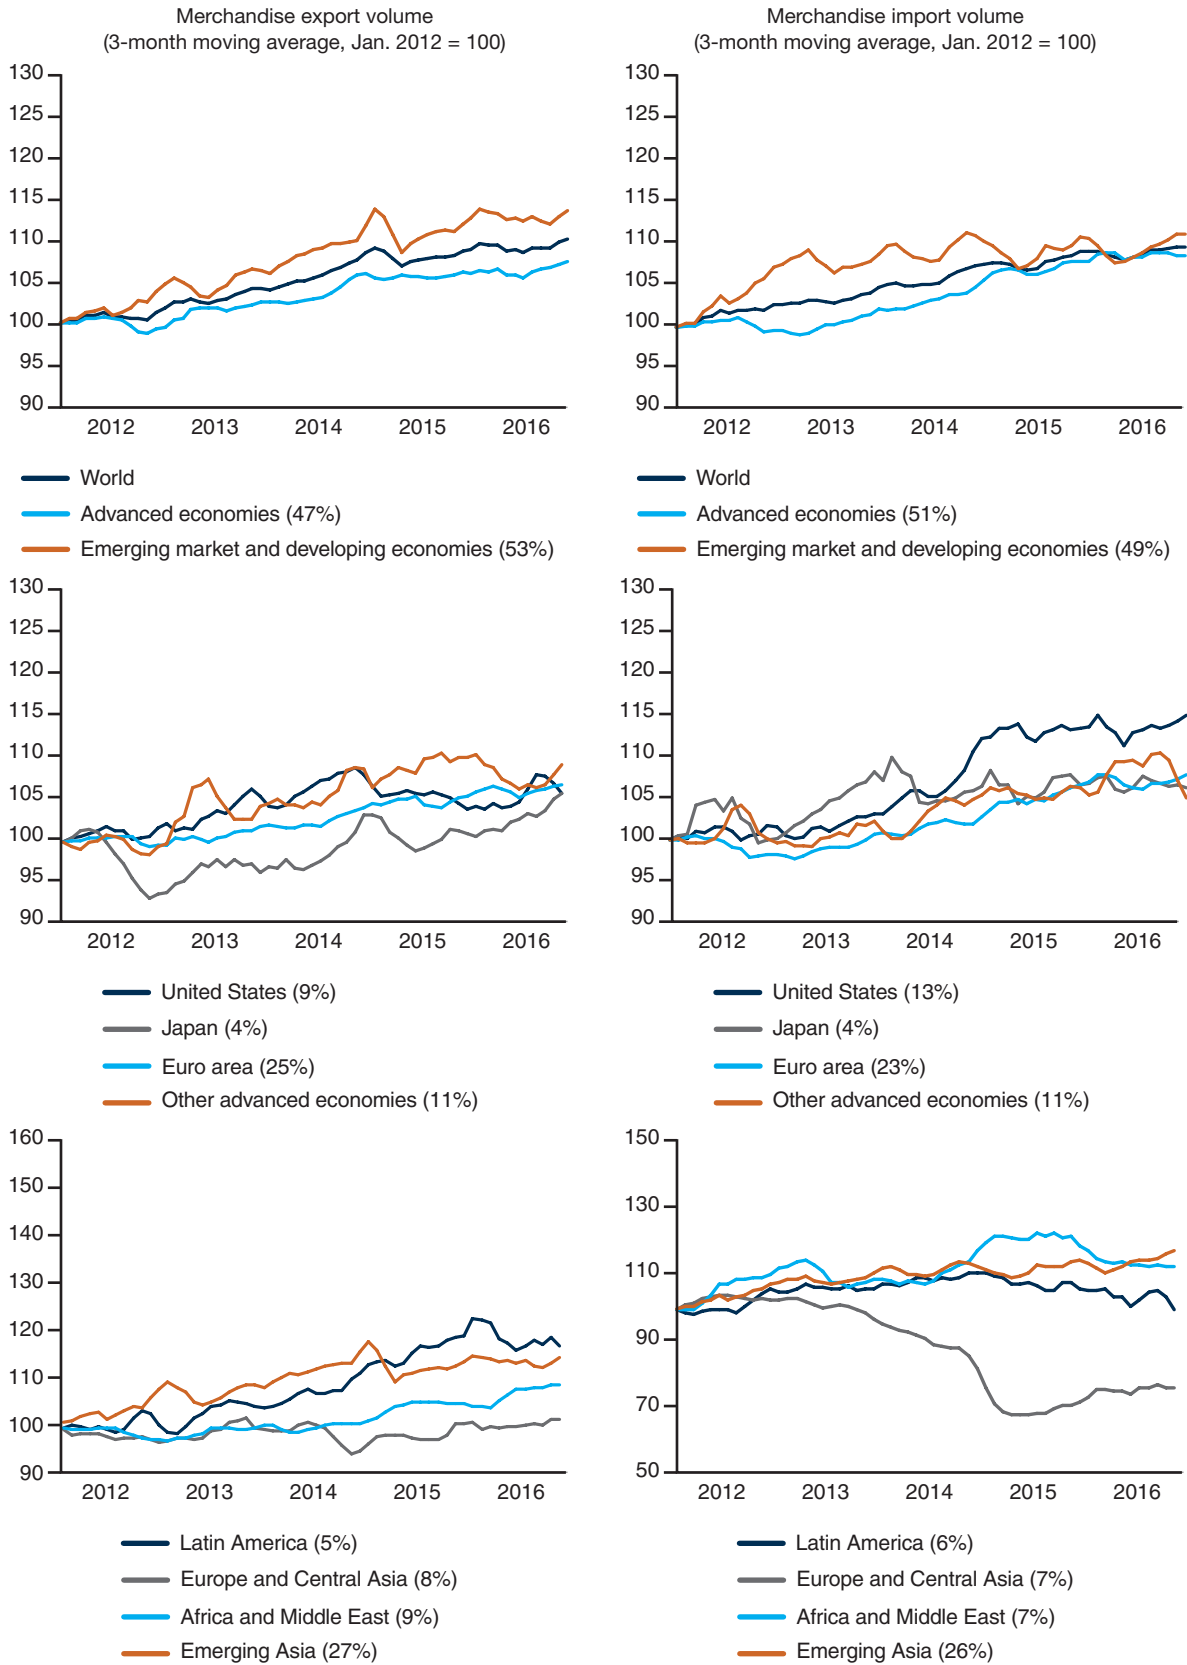 Merchandise export volume
(3-month moving average, Jan. 2012 = 100)
130
125
120
115
110
105
100
95
90
2012 2013 2014 2015 2016
World
Advanced economies (47%)
Emerging market and developing economies (53%)
Merchandise import volume
(3-month moving average, Jan. 2012 = 100)
130
125
120
115
110
105
100
95
90
2012 2013 2014 2015 2016
World
Advanced economies (51%)
Emerging market and developing economies (49%)
130
125
120
115
110
105
100
95
90
2012 2013 2014 2015 2016
United States (9%)
Japan (4%)
Euro area (25%)
Other advanced economies (11%)
130
125
120
115
110
105
100
95
90
2012 2013 2014 2015 2016
United States (13%)
Japan (4%)
Euro area (23%)
Other advanced economies (11%)
160
150
140
130
120
110
100
90
2012 2013 2014 2015 2016
Latin America (5%)
Europe and Central Asia (8%)
Africa and Middle East (9%)
Emerging Asia (27%)
150
130
110
90
70
50
2012 2013 2014 2015 2016
Latin America (6%)
Europe and Central Asia (7%)
Africa and Middle East (7%)
Emerging Asia (26%)